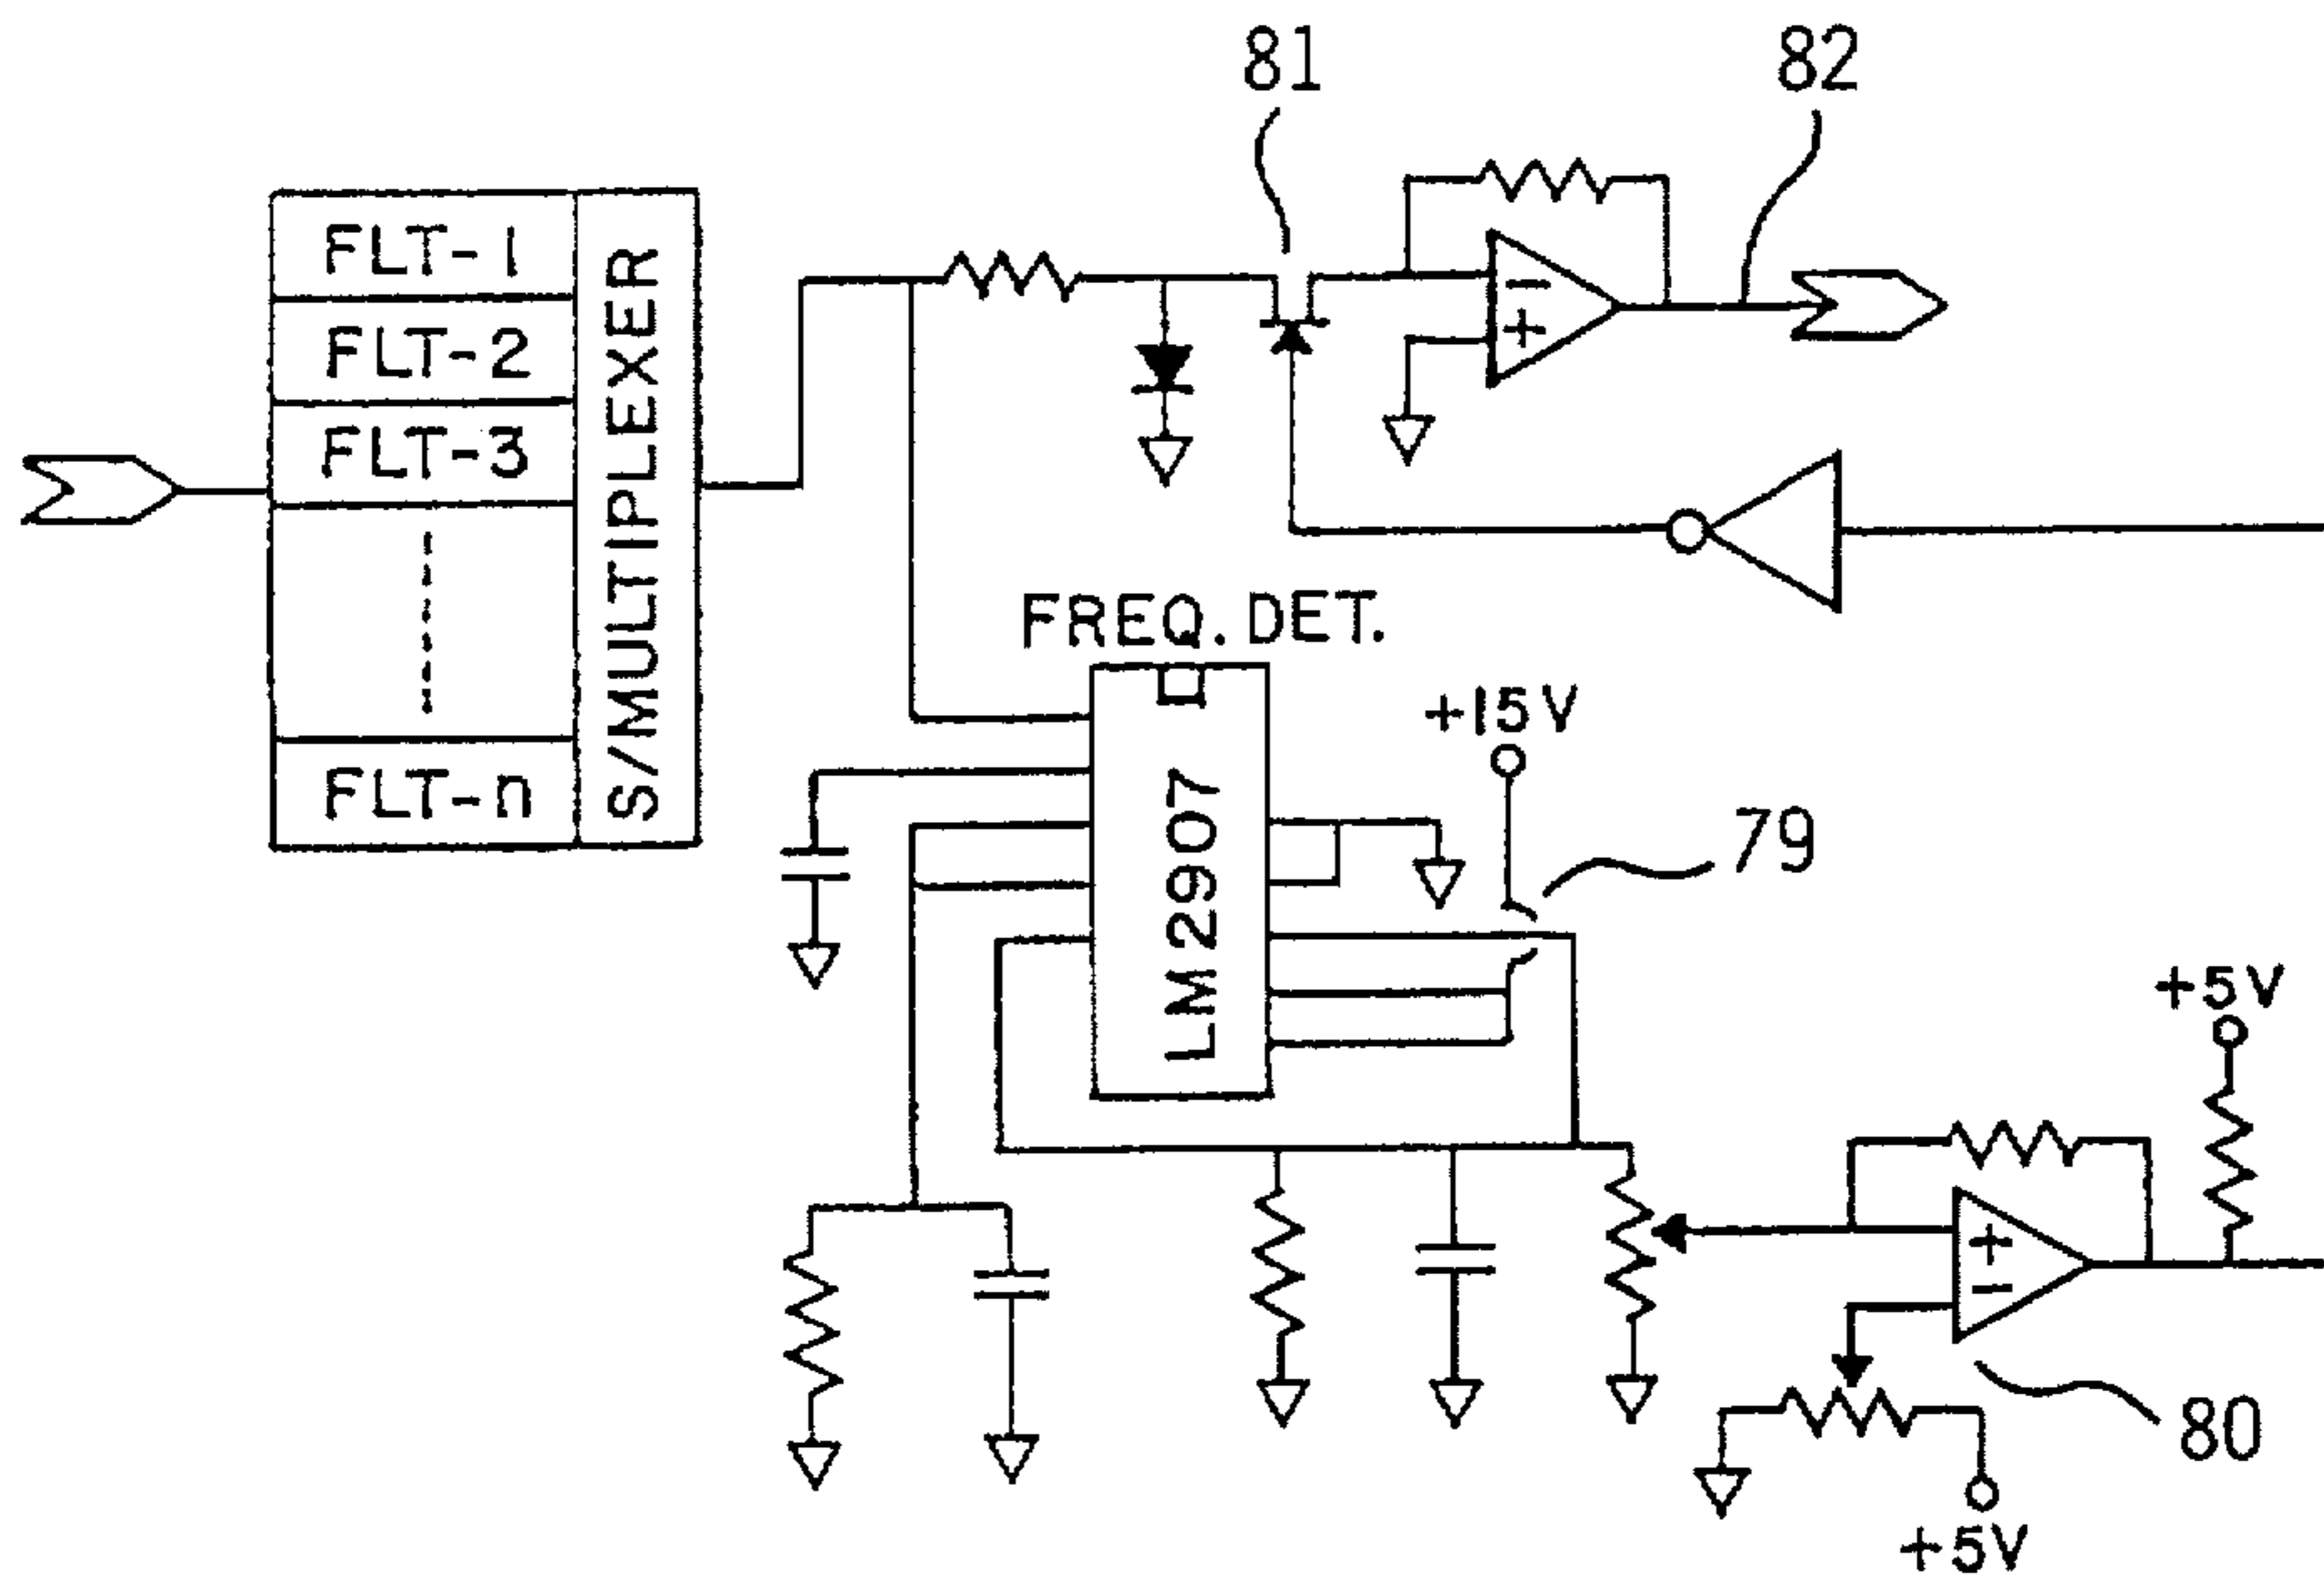 81
82
FLT-1
FLT-2
FLT-3
FLT-n
S/MULTIPLEXER
−
+
FREQ. DET.
LM2907
+15V
79
+5V
+
−
80
+5V